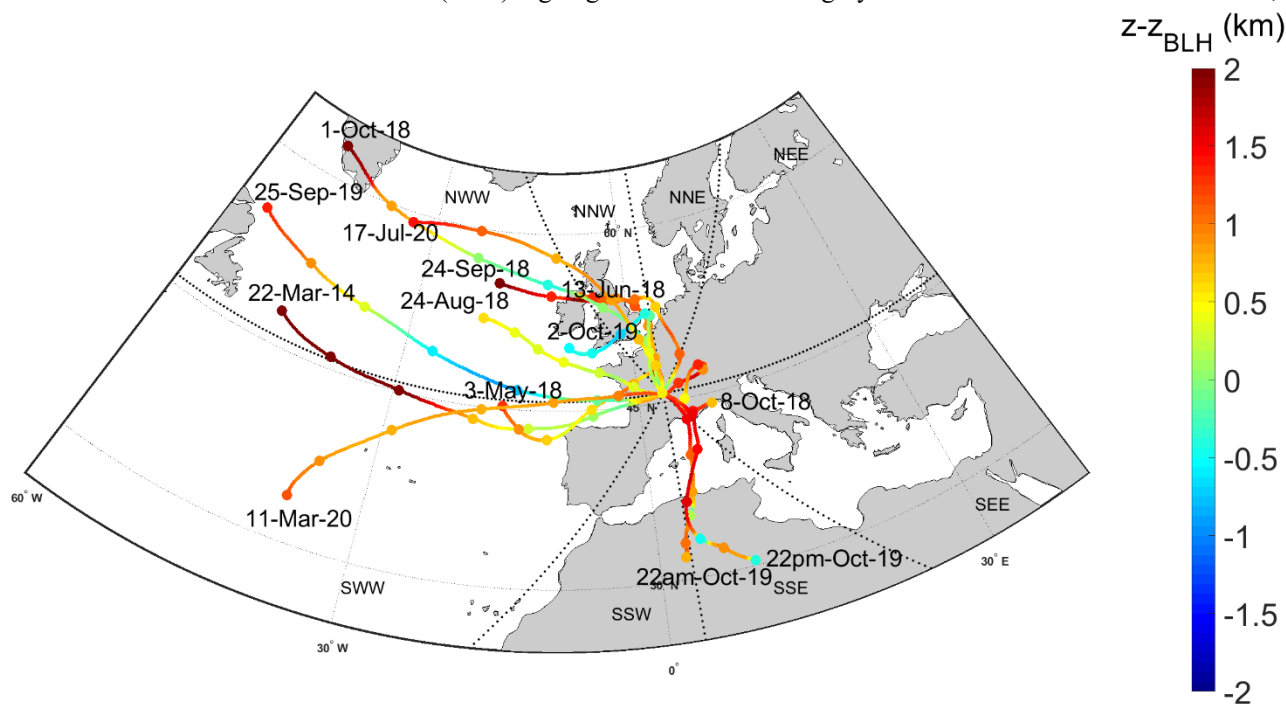 z-z_BLH (km)
2
1.5
1
0.5
0
-0.5
-1
-1.5
-2
1-Oct-18
NEE
25-Sep-19
NWW
NNW
NNE
17-Jul-20
60° N
24-Sep-18
13-Jun-18
22-Mar-14
24-Aug-18
2-Oct-19
3-May-18
45 N
8-Oct-18
60° W
11-Mar-20
SEE
22pm-Oct-19
30° E
22am-Oct-19
30 N
SSE
SWW
SSW
30° W
0°